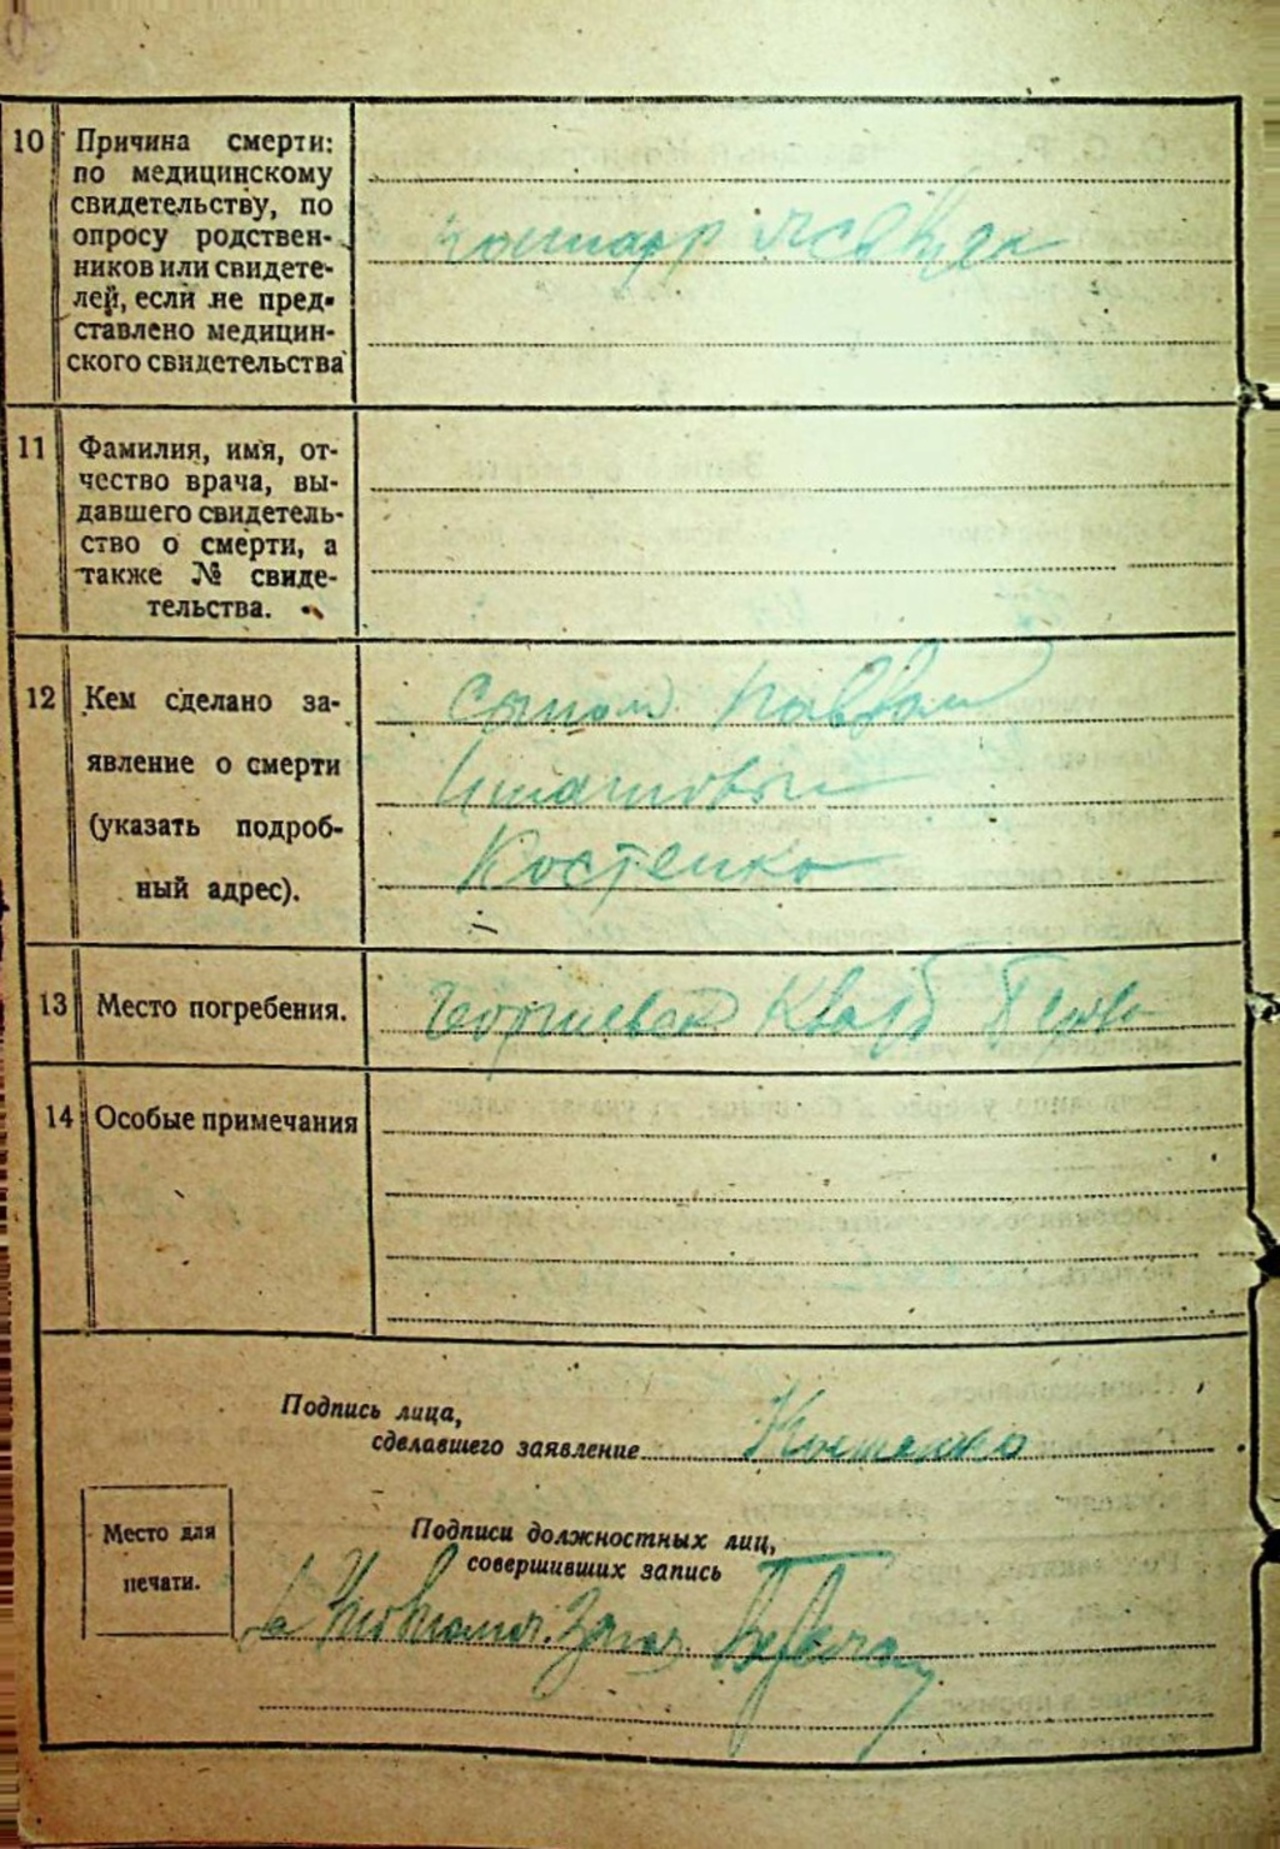 10 Причина смерти:
по медицинскому
свидетельству, по
опросу родствен-
ников или свидете-
лей, если не пред-
ставлено медицин-
ского свидетельства
11 Фамилия, имя, от-
чество врача, вы-
давшего свидетель-
ство о смерти, а
также № свиде-
тельства.
12 Кем сделано за-
явление о смерти
(указать подроб-
ный адрес).
Сыном Павлом
Костенко
13 Место погребения.
14 Особые примечания
Подпись лица,
сделавшего заявление Костенко
Место для
печати.
Подписи должностных лиц,
совершивших запись